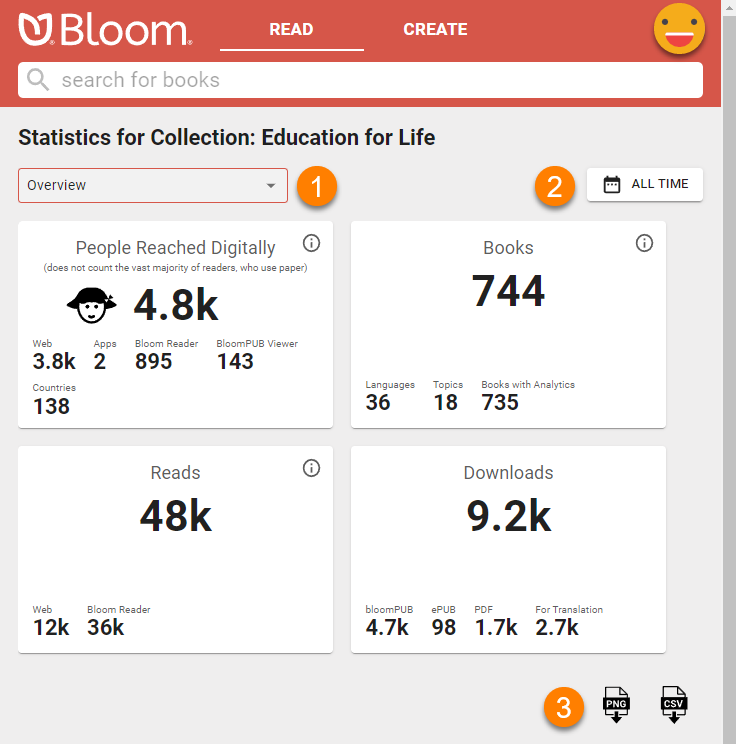 Bloom
READ CREATE
search for books
Statistics for Collection: Education for Life
Overview 1 2 ALL TIME
People Reached Digitally
(does not count the vast majority of readers, who use paper)
4.8k
Web Apps Bloom Reader BloomPUB Viewer
3.8k 2 895 143
Countries
138
Books
744
Languages Topics Books with Analytics
36 18 735
Reads
48k
Web Bloom Reader
12k 36k
Downloads
9.2k
bloomPUB ePUB PDF For Translation
4.7k 98 1.7k 2.7k
3 PNG CSV